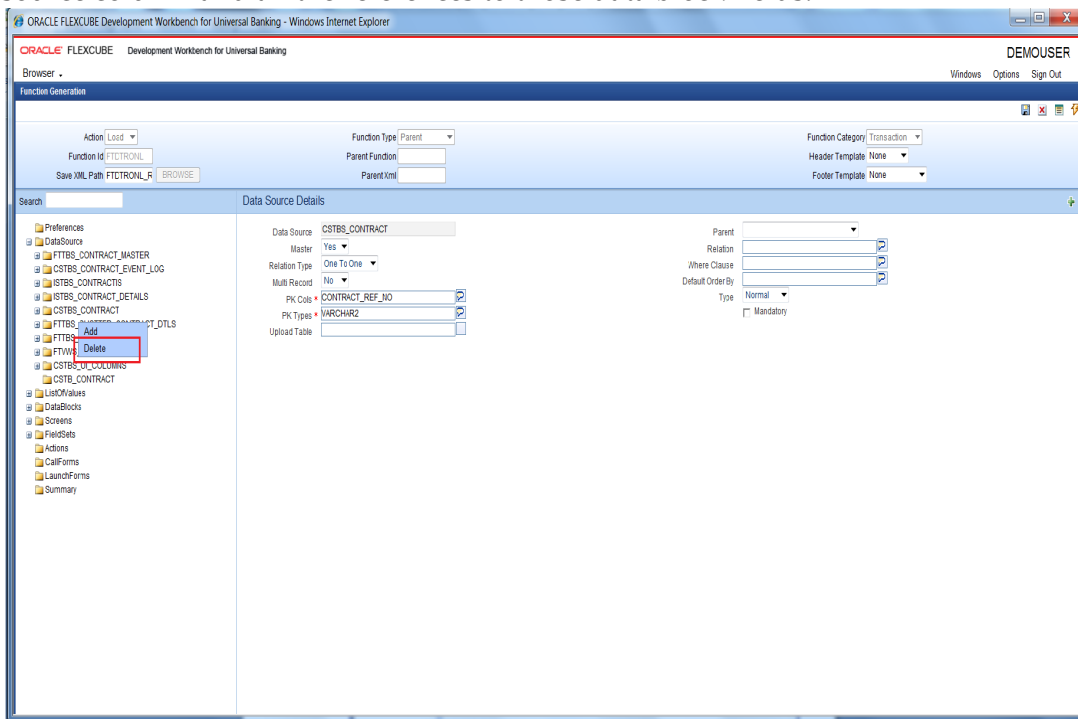 ORACLE FLEXCUBE Development Workbench for Universal Banking - Windows Internet Explorer
ORACLE FLEXCUBE Development Workbench for Universal Banking
DEMOUSER
Browser
Windows Options Sign Out
Function Generation
Action Load Function Type Parent Function Category Transaction
Function Id FTDTRONL Parent Function Header Template None
Save XML Path FTDTRONL_R BROWSE Parent Xml Footer Template None
Search Data Source Details
Preferences
DataSource
FTTBS_CONTRACT_MASTER
CSTBS_CONTRACT_EVENT_LOG
ISTBS_CONTRACTIS
ISTBS_CONTRACT_DETAILS
CSTBS_CONTRACT
CONTRACT_DTLS
Add
Delete
CSTBS_UI_COLUMNS
CSTB_CONTRACT
ListOfValues
DataBlocks
Screens
FieldSets
Actions
CallForms
LaunchForms
Summary
Data Source CSTBS_CONTRACT Parent
Master Yes Relation
Relation Type One To One Where Clause
Multi Record No Default Order By
PK Cols * CONTRACT_REF_NO Type Normal
PK Types * VARCHAR2 Mandatory
Upload Table